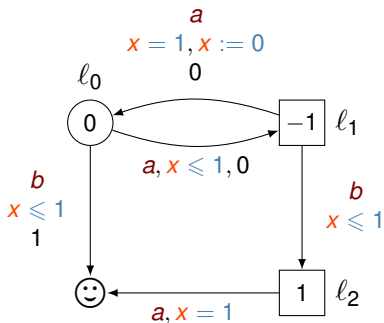 a
x = 1, x := 0
0
ℓ₀
0
−1
ℓ₁
a, x ⩽ 1, 0
b
x ⩽ 1
1
b
x ⩽ 1
1
ℓ₂
a, x = 1